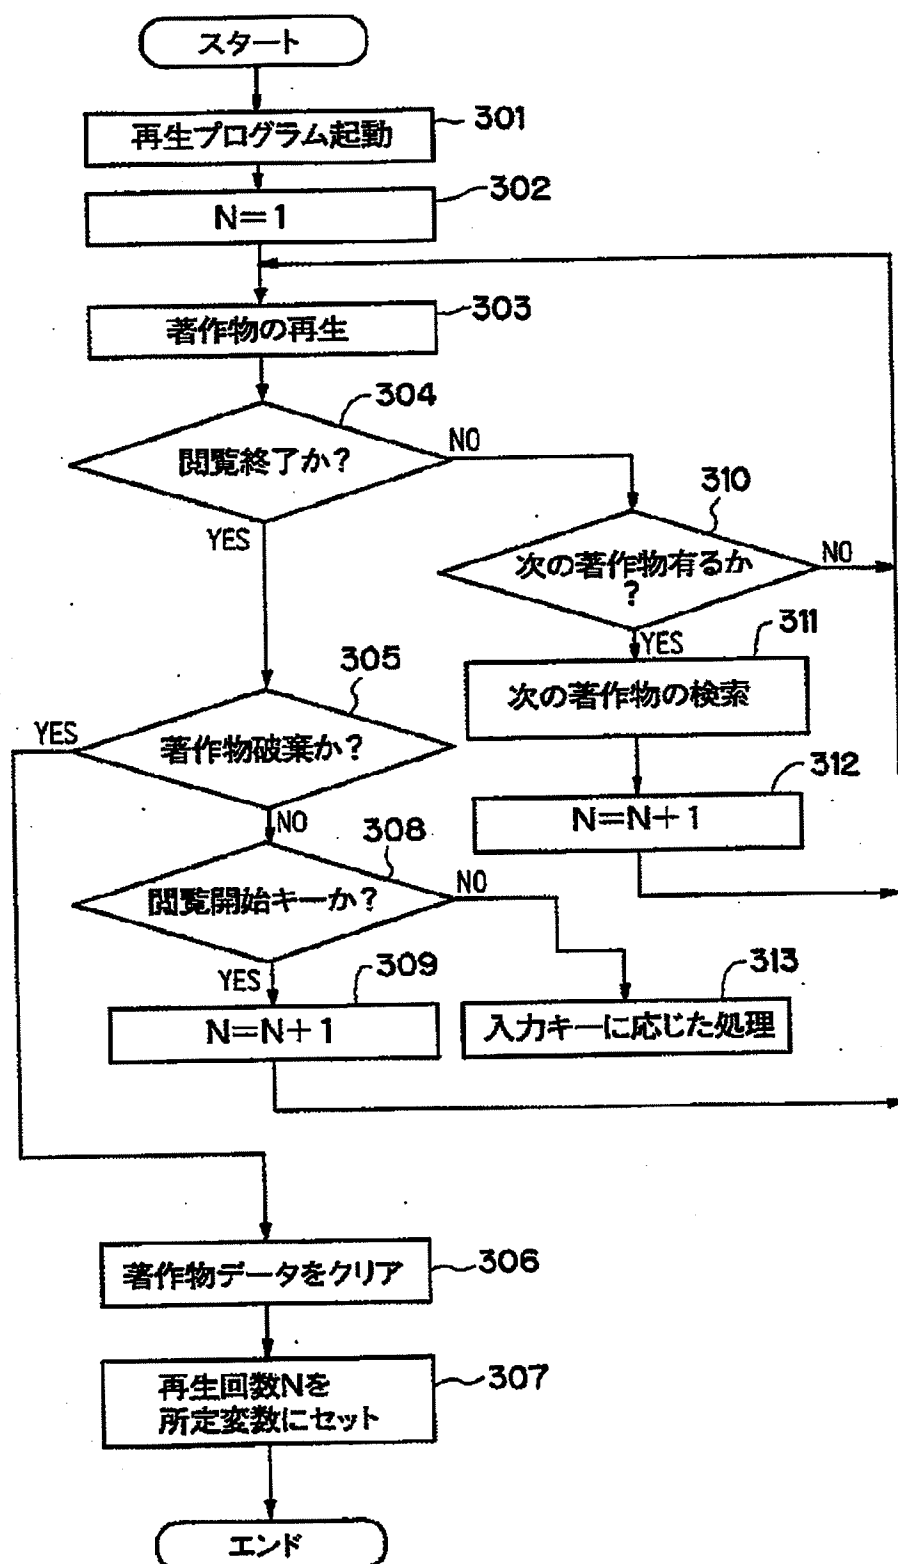 スタート
再生プログラム起動
301
N=1
302
著作物の再生
303
304
閲覧終了か?
NO
YES
310
次の著作物有るか
?
NO
YES
311
次の著作物の検索
305
著作物破棄か?
YES
NO
312
N=N+1
308
閲覧開始キーか?
NO
YES
309
N=N+1
313
入力キーに応じた処理
著作物データをクリア
306
再生回数Nを
所定変数にセット
307
エンド